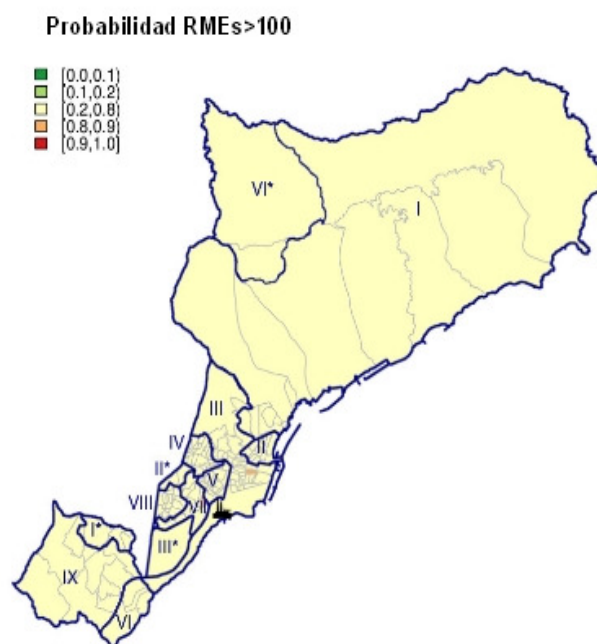 Probabilidad RMEs>100
[0.0,0.1)
[0.1,0.2)
[0.2,0.8)
[0.8,0.9)
[0.9,1.0]
VI*
I
III
IV
II
II*
V
VIII
VII
II
I*
III*
IX
VI